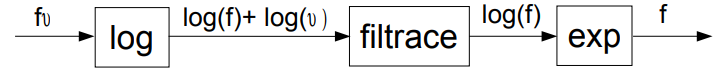 fυ
log
log(f)+ log(υ)
filtrace
log(f)
exp
f